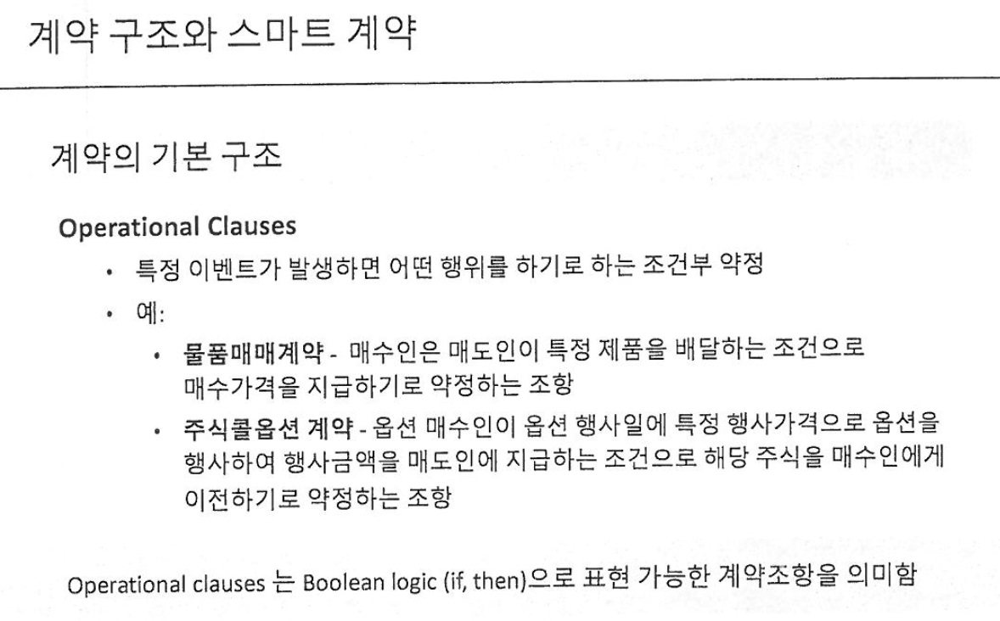 계약 구조와 스마트 계약
계약의 기본 구조
Operational Clauses
• 특정 이벤트가 발생하면 어떤 행위를 하기로 하는 조건부 약정
• 예:
• 물품매매계약 - 매수인은 매도인이 특정 제품을 배달하는 조건으로
매수가격을 지급하기로 약정하는 조항
• 주식콜옵션 계약 - 옵션 매수인이 옵션 행사일에 특정 행사가격으로 옵션을
행사하여 행사금액을 매도인에 지급하는 조건으로 해당 주식을 매수인에게
이전하기로 약정하는 조항
Operational clauses 는 Boolean logic (if, then)으로 표현 가능한 계약조항을 의미함